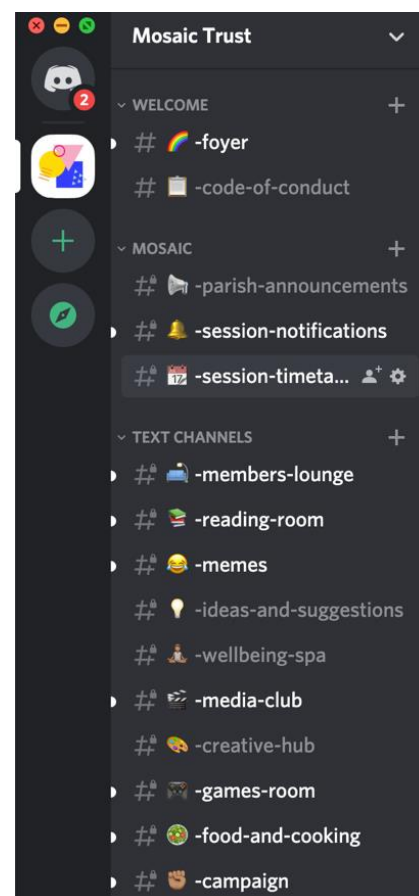 Mosaic Trust
2
WELCOME
# 🌈 -foyer
# 📋 -code-of-conduct
MOSAIC
# 📢 -parish-announcements
# 🔔 -session-notifications
# 📆 -session-timeta...
TEXT CHANNELS
# 🛋️ -members-lounge
# 📚 -reading-room
# 😂 -memes
# 💡 -ideas-and-suggestions
# 🧘🏽 -wellbeing-spa
# 🎬 -media-club
# 🎨 -creative-hub
# 🎮 -games-room
# 🥗 -food-and-cooking
# ✊🏽 -campaign